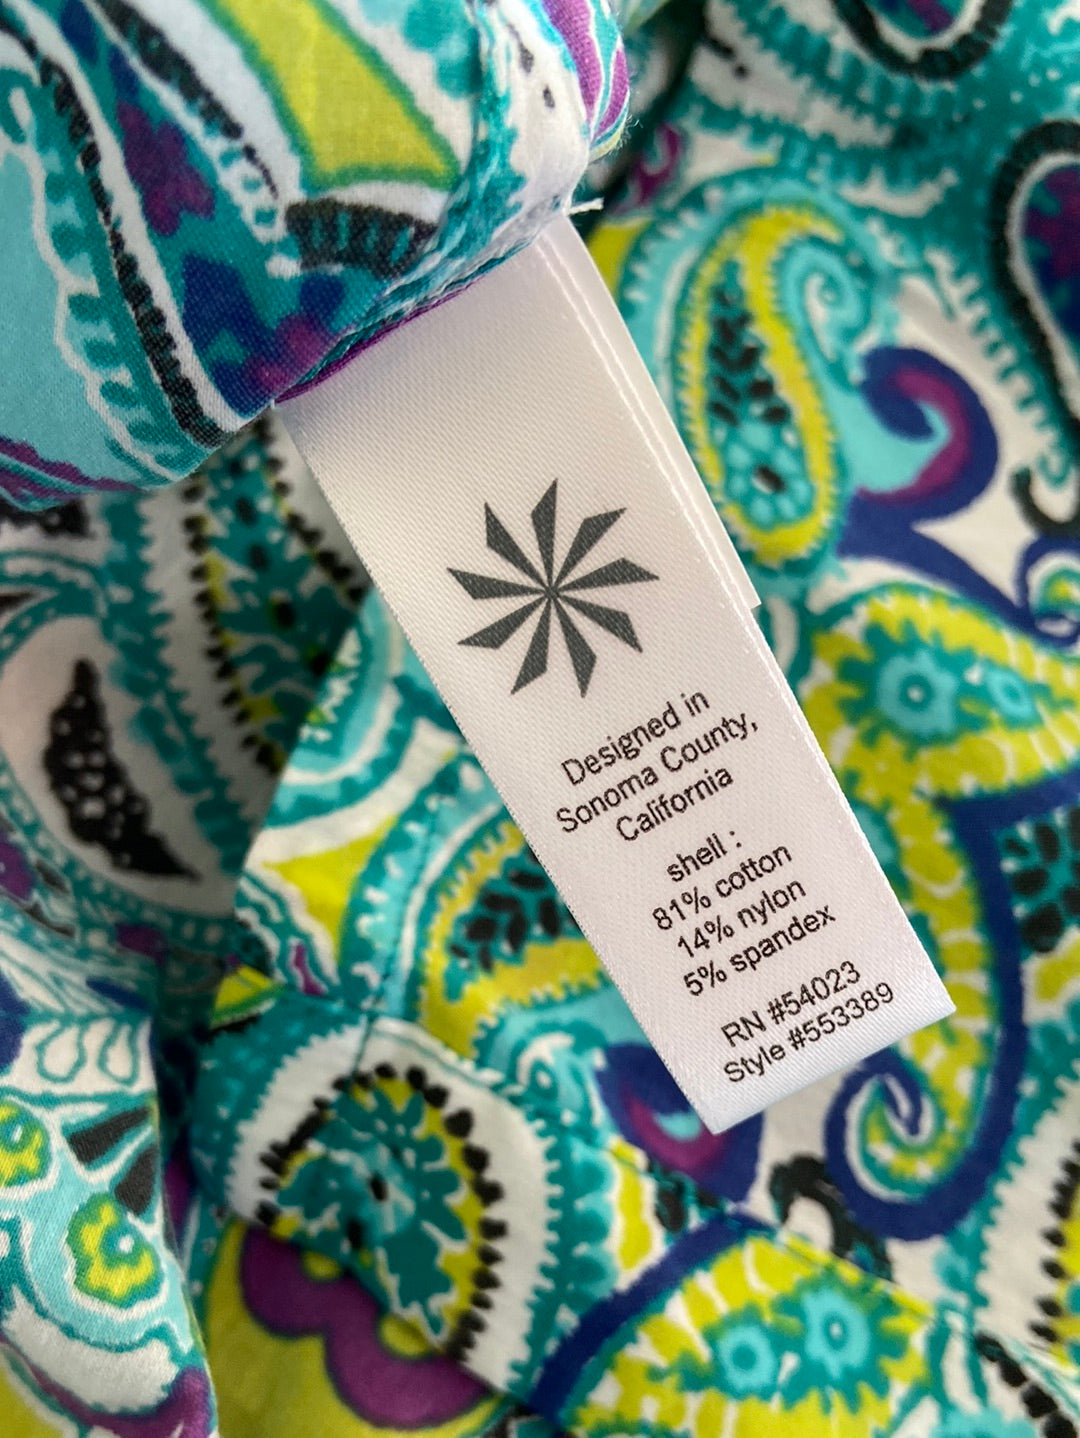 Designed in
Sonoma County,
California
shell :
81% cotton
14% nylon
5% spandex
RN #54023
Style #553389